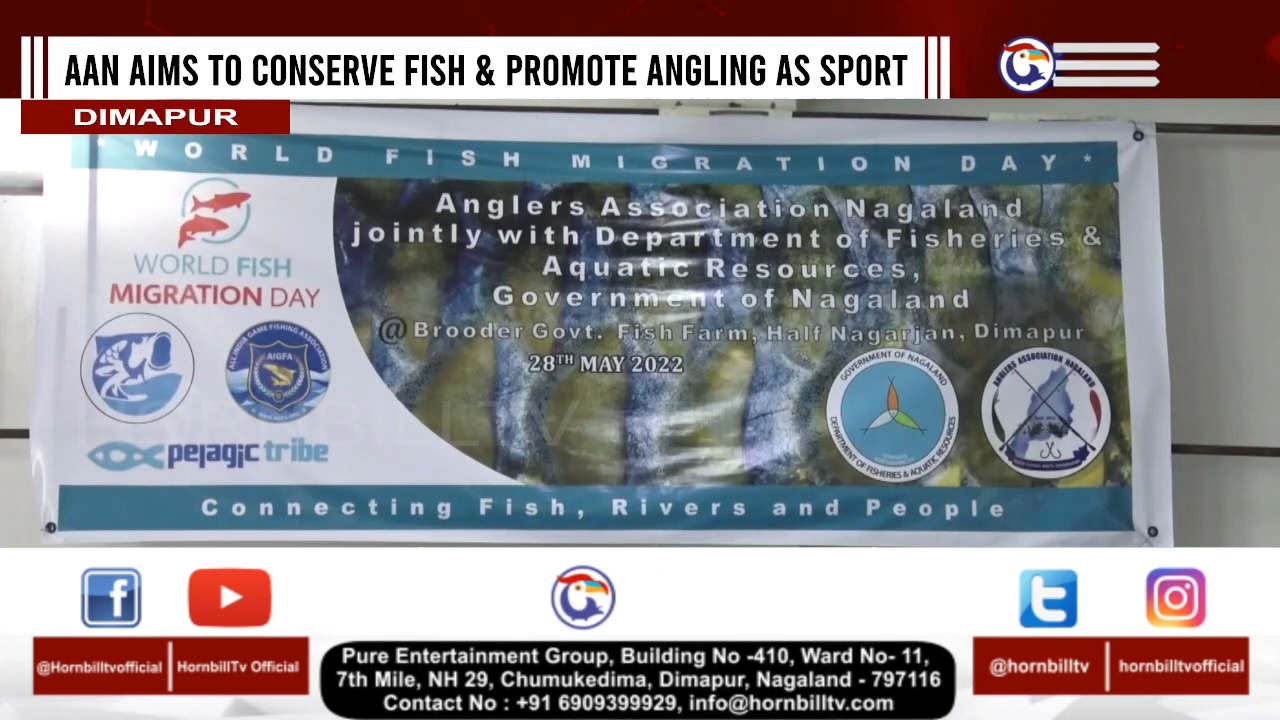 AAN AIMS TO CONSERVE FISH & PROMOTE ANGLING AS SPORT
DIMAPUR
* WORLD FISH MIGRATION DAY *
WORLD FISH
MIGRATION DAY
Anglers Association Nagaland
jointly with Department of Fisheries &
Aquatic Resources,
Government of Nagaland
@ Brooder Govt. Fish Farm, Half Nagarjan, Dimapur
28TH MAY 2022
ALL INDIA GAME FISHING ASSOCIATION
AIGFA
pelagic tribe
GOVERNMENT OF NAGALAND
DEPARTMENT OF FISHERIES & AQUATIC RESOURCES
ANGLERS ASSOCIATION NAGALAND
HORNBILL TV
Connecting Fish, Rivers and People
@Hornbilltvofficial
HornbillTv Official
Pure Entertainment Group, Building No -410, Ward No- 11,
7th Mile, NH 29, Chumukedima, Dimapur, Nagaland - 797116
Contact No : +91 6909399929, info@hornbilltv.com
@hornbilltv
hornbilltvofficial